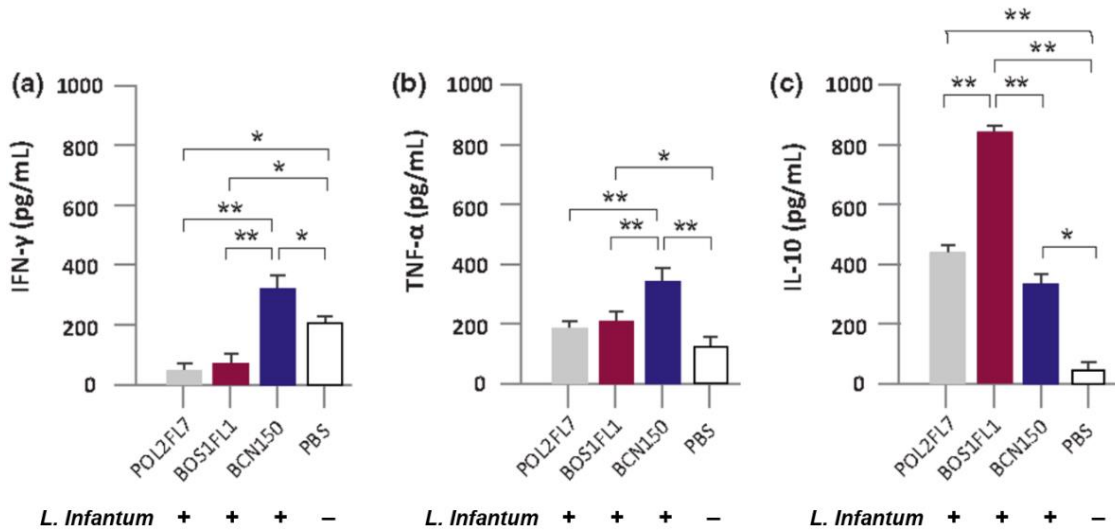 (a)
IFN-γ (pg/mL)
1000
800
600
400
200
0
*
*
**
**
*
POL2FL7
BOS1FL1
BCN150
PBS
L. Infantum + + + –
(b)
TNF-α (pg/mL)
1000
800
600
400
200
0
*
**
**
**
POL2FL7
BOS1FL1
BCN150
PBS
L. Infantum + + + –
(c)
IL-10 (pg/mL)
1000
800
600
400
200
0
**
**
**
**
*
POL2FL7
BOS1FL1
BCN150
PBS
L. Infantum + + + –